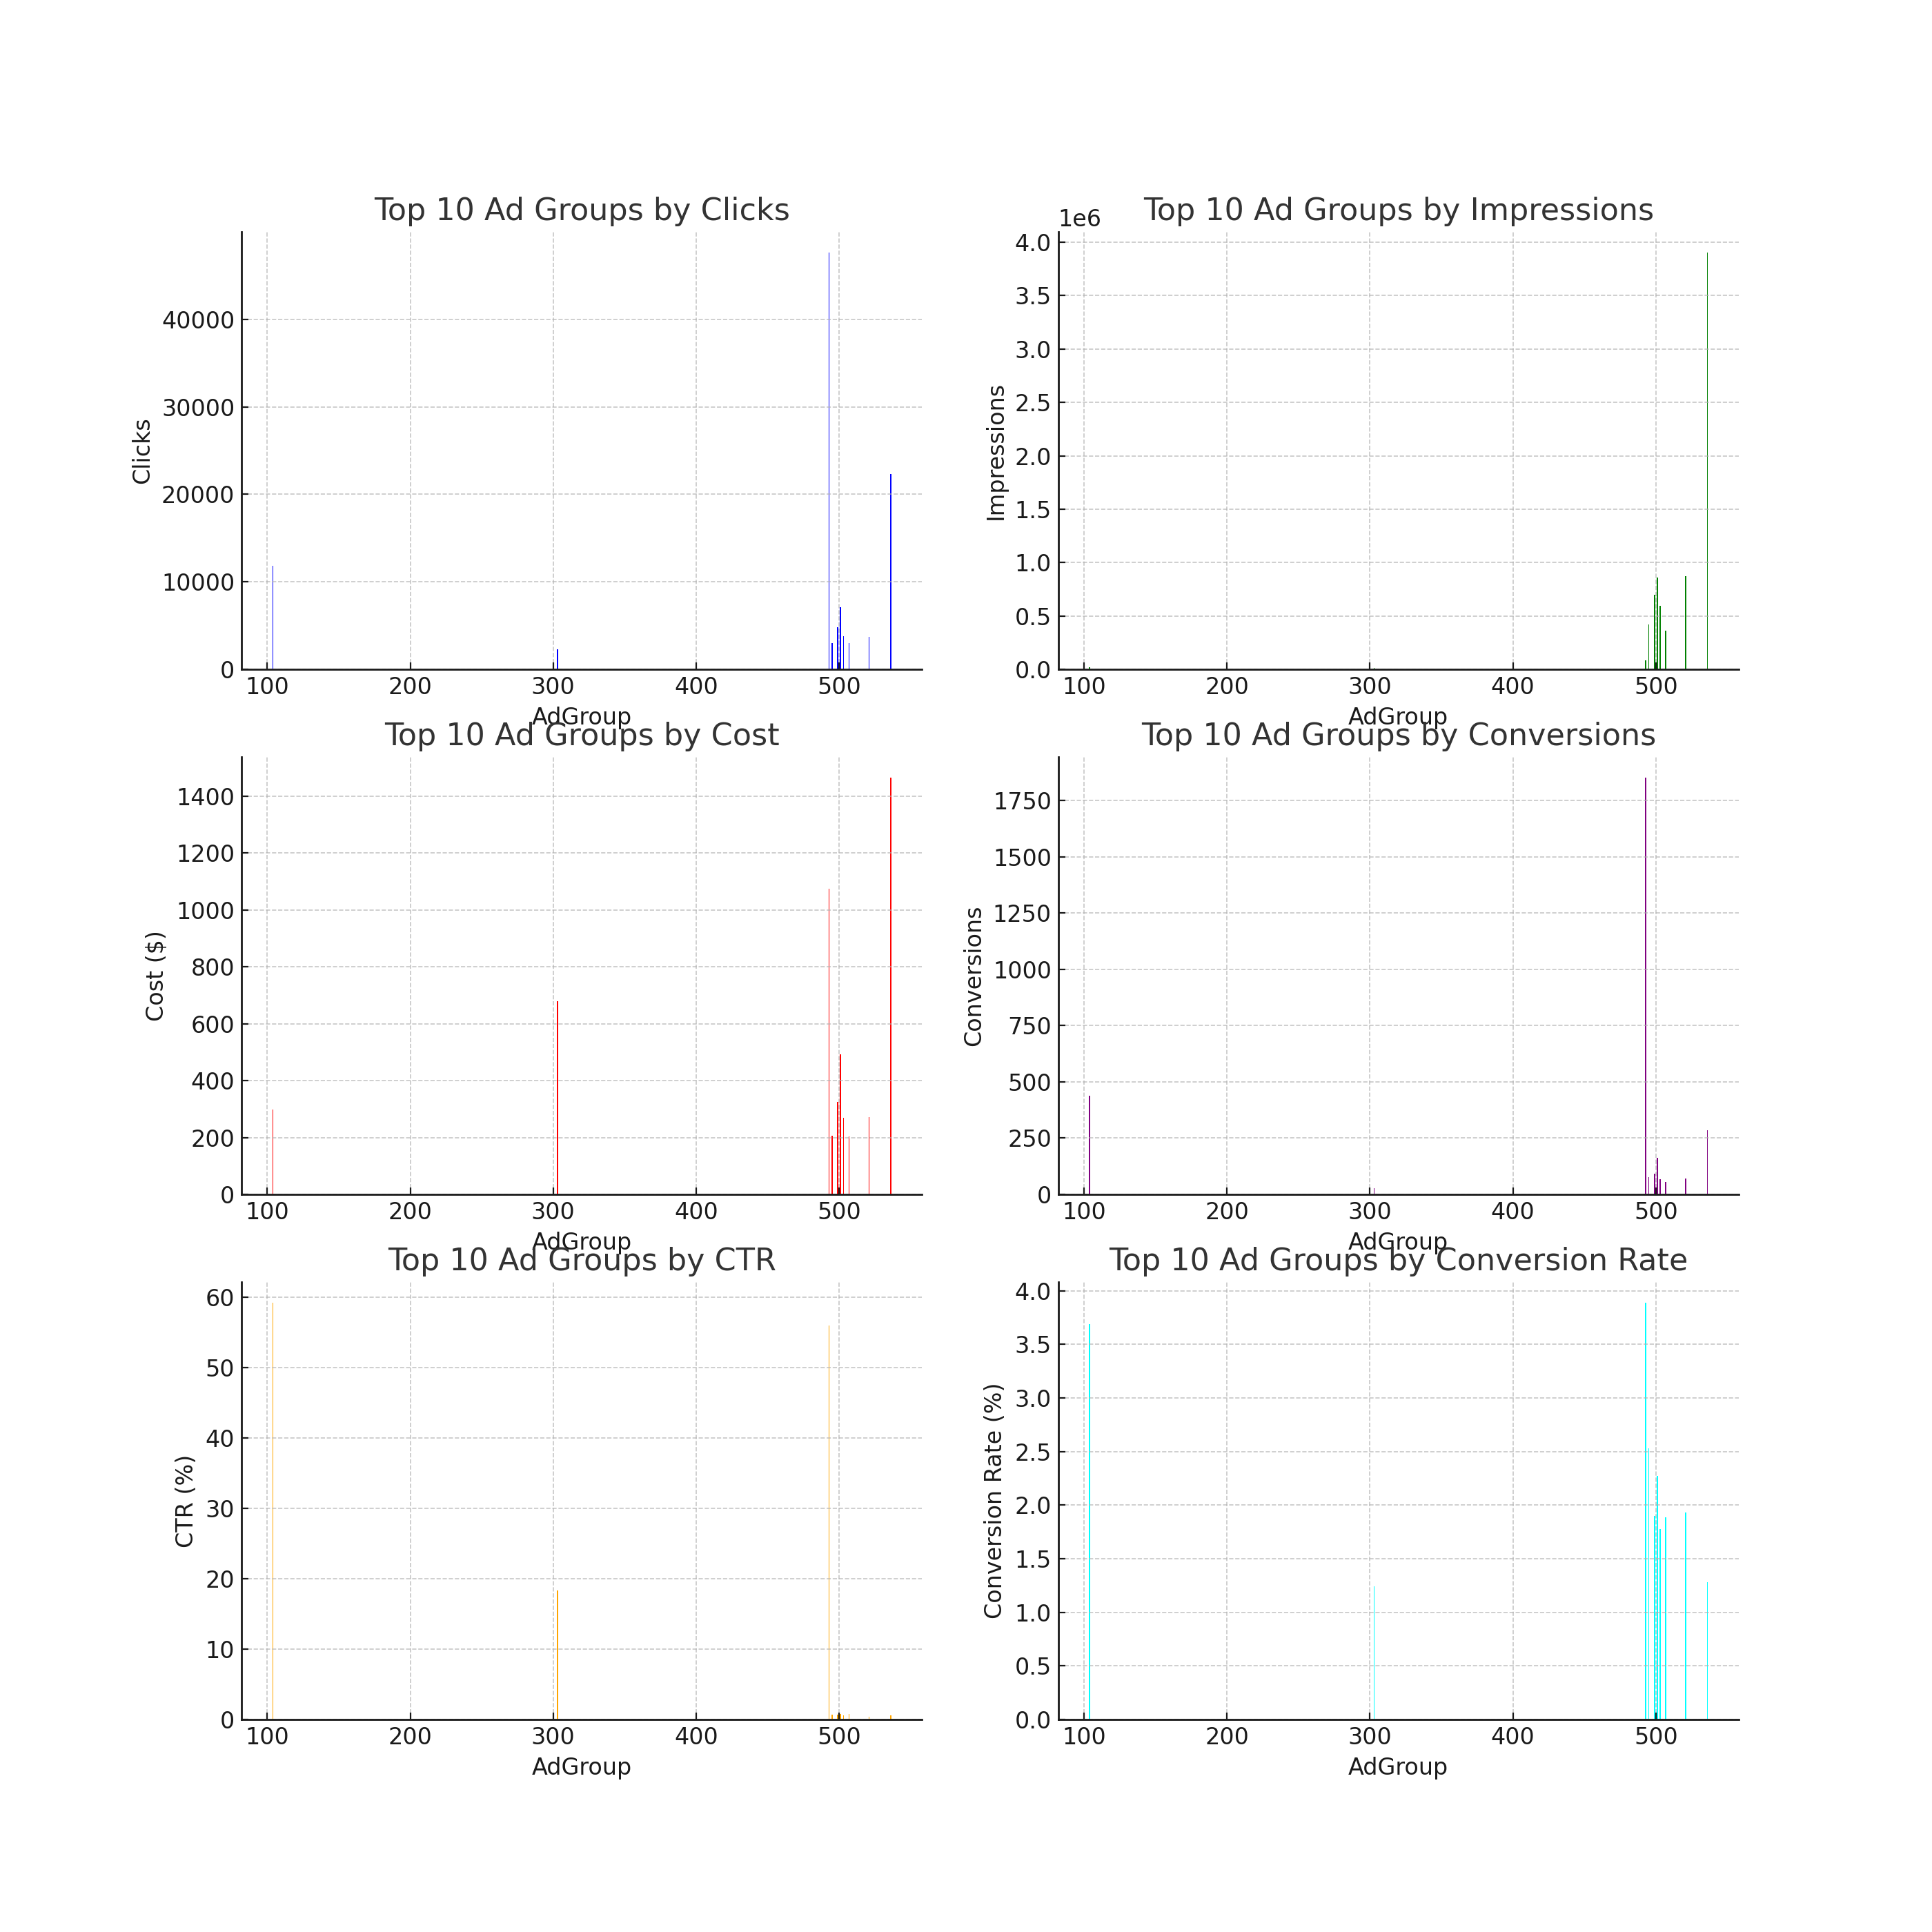 Top 10 Ad Groups by Clicks
40000
30000
20000
10000
0
Clicks
100 200 300 400 500
AdGroup
Top 10 Ad Groups by Impressions
1e6
4.0
3.5
3.0
2.5
2.0
1.5
1.0
0.5
0.0
Impressions
100 200 300 400 500
AdGroup
Top 10 Ad Groups by Cost
1400
1200
1000
800
600
400
200
0
Cost ($)
100 200 300 400 500
AdGroup
Top 10 Ad Groups by Conversions
1750
1500
1250
1000
750
500
250
0
Conversions
100 200 300 400 500
AdGroup
Top 10 Ad Groups by CTR
60
50
40
30
20
10
0
CTR (%)
100 200 300 400 500
AdGroup
Top 10 Ad Groups by Conversion Rate
4.0
3.5
3.0
2.5
2.0
1.5
1.0
0.5
0.0
Conversion Rate (%)
100 200 300 400 500
AdGroup